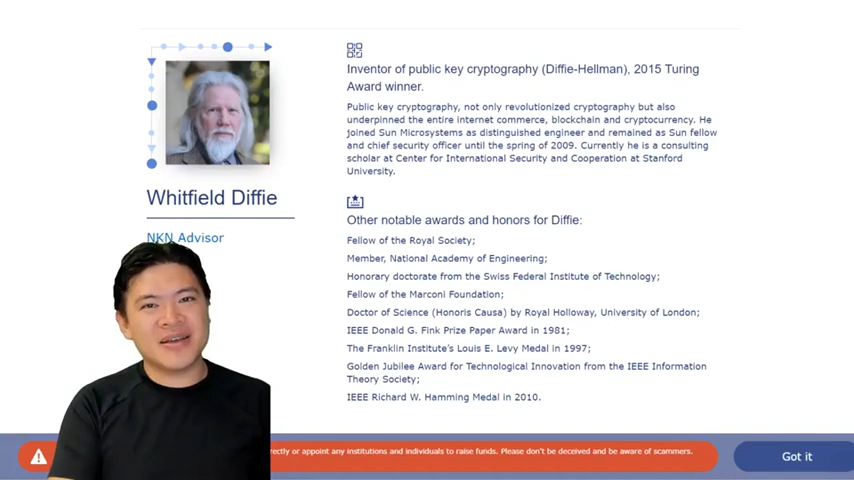 Whitfield Diffie
NKN Advisor
Inventor of public key cryptography (Diffie-Hellman), 2015 Turing
Award winner.
Public key cryptography, not only revolutionized cryptography but also
underpinned the entire internet commerce, blockchain and cryptocurrency. He
joined Sun Microsystems as distinguished engineer and remained as Sun fellow
and chief security officer until the spring of 2009. Currently he is a consulting
scholar at Center for International Security and Cooperation at Stanford
University.
Other notable awards and honors for Diffie:
Fellow of the Royal Society;
Member, National Academy of Engineering;
Honorary doctorate from the Swiss Federal Institute of Technology;
Fellow of the Marconi Foundation;
Doctor of Science (Honoris Causa) by Royal Holloway, University of London;
IEEE Donald G. Fink Prize Paper Award in 1981;
The Franklin Institute's Louis E. Levy Medal in 1997;
Golden Jubilee Award for Technological Innovation from the IEEE Information
Theory Society;
IEEE Richard W. Hamming Medal in 2010.
or appoint any institutions and individuals to raise funds. Please don't be deceived and be aware of scammers.
Got it